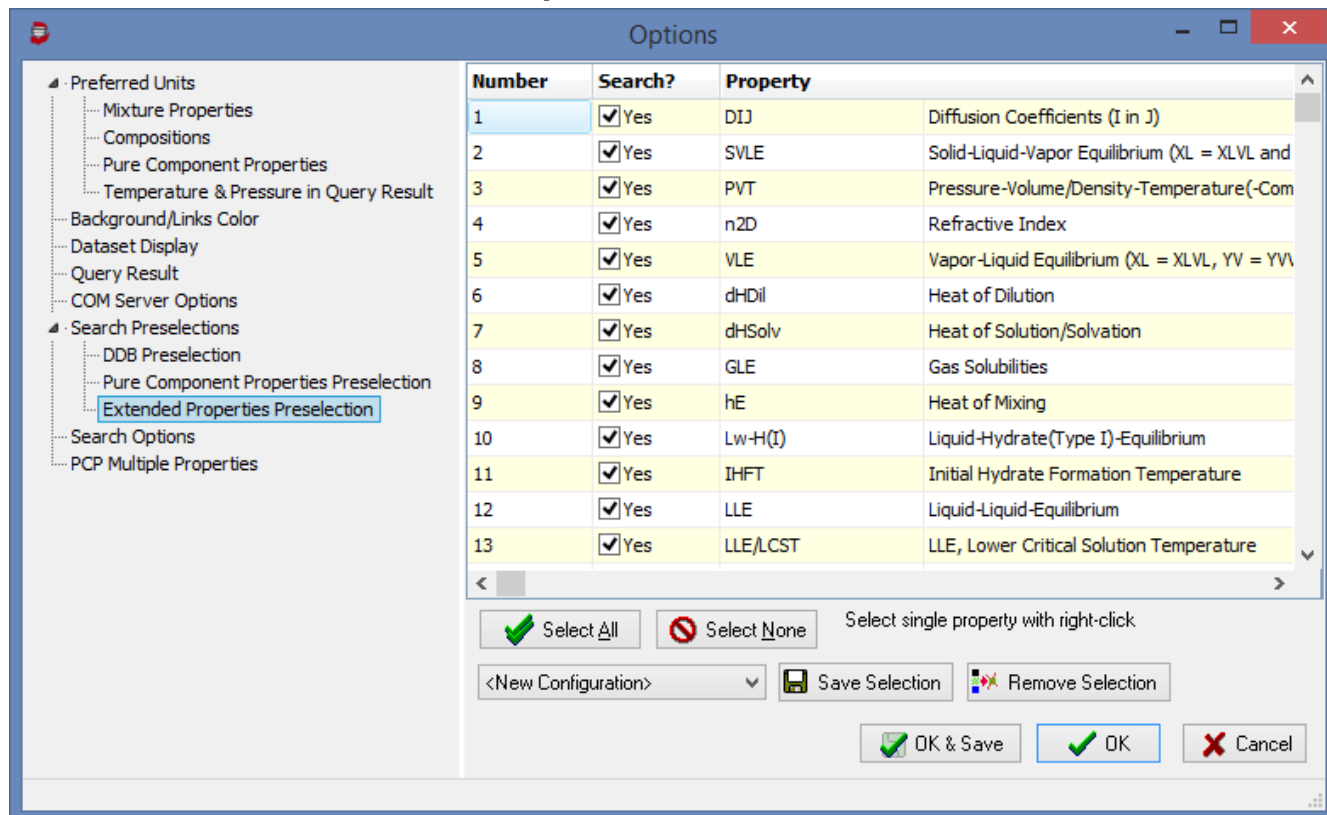 Options
Preferred Units
Mixture Properties
Compositions
Pure Component Properties
Temperature & Pressure in Query Result
Background/Links Color
Dataset Display
Query Result
COM Server Options
Search Preselections
DDB Preselection
Pure Component Properties Preselection
Extended Properties Preselection
Search Options
PCP Multiple Properties
Number Search? Property
1 Yes DIJ Diffusion Coefficients (I in J)
2 Yes SVLE Solid-Liquid-Vapor Equilibrium (XL = XLVL and
3 Yes PVT Pressure-Volume/Density-Temperature(-Com
4 Yes n2D Refractive Index
5 Yes VLE Vapor-Liquid Equilibrium (XL = XLVL, YV = YVV
6 Yes dHDil Heat of Dilution
7 Yes dHSolv Heat of Solution/Solvation
8 Yes GLE Gas Solubilities
9 Yes hE Heat of Mixing
10 Yes Lw-H(I) Liquid-Hydrate(Type I)-Equilibrium
11 Yes IHFT Initial Hydrate Formation Temperature
12 Yes LLE Liquid-Liquid-Equilibrium
13 Yes LLE/LCST LLE, Lower Critical Solution Temperature
Select All Select None Select single property with right-click
<New Configuration> Save Selection Remove Selection
OK & Save OK Cancel